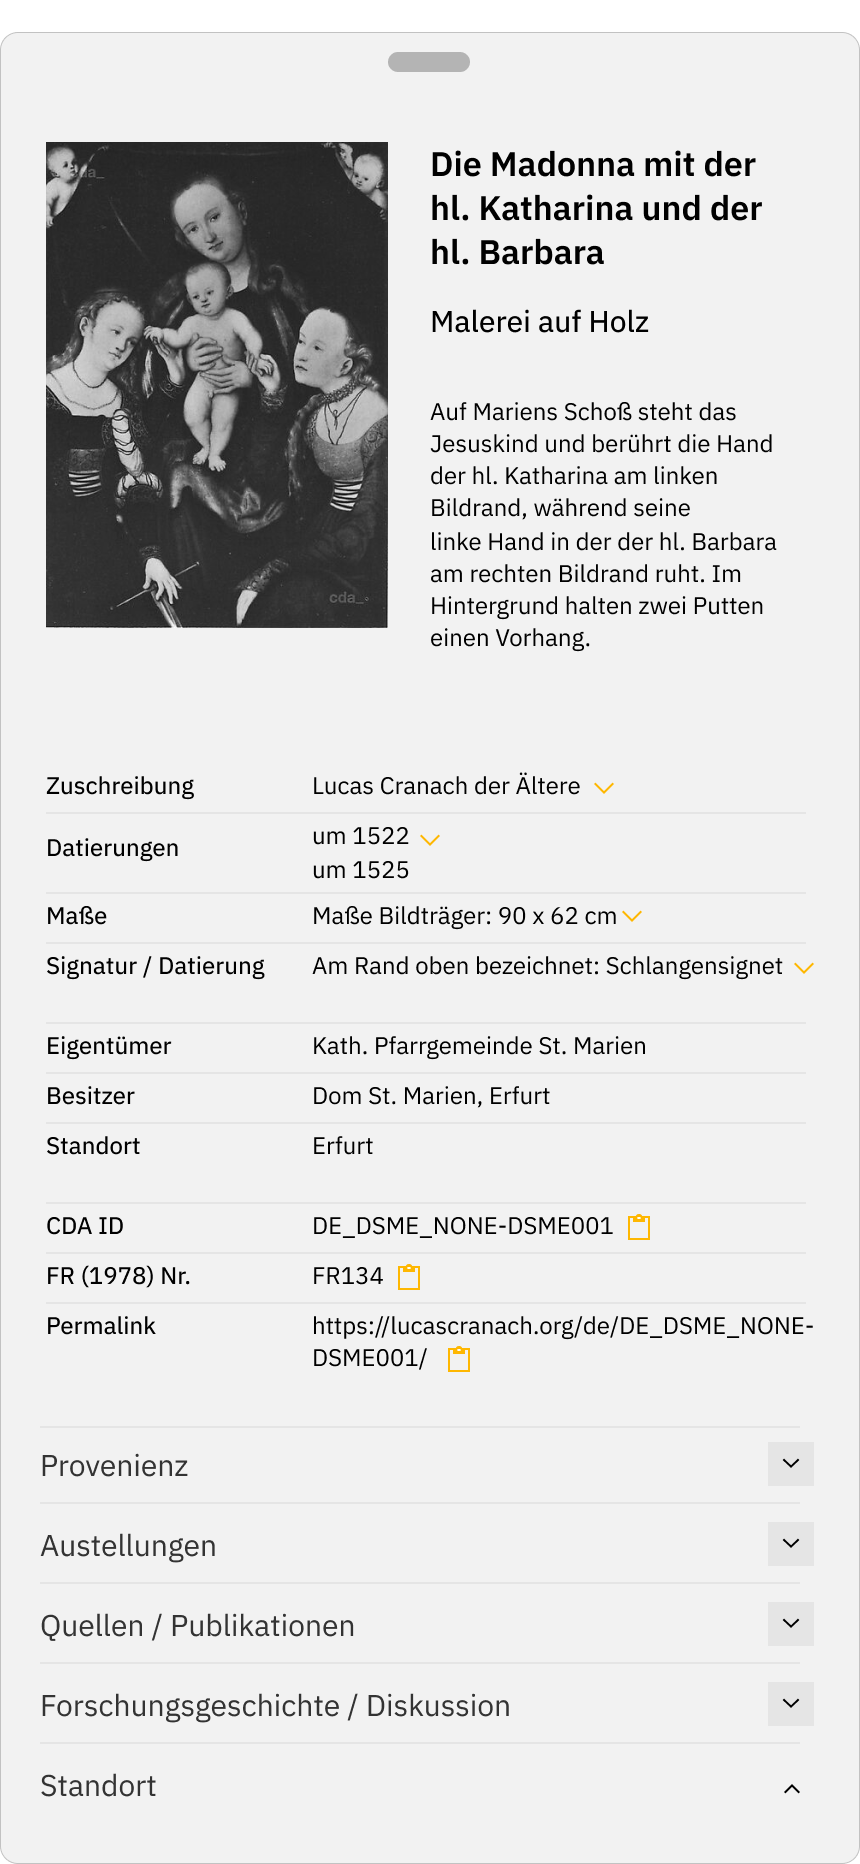 Die Madonna mit der
hl. Katharina und der
hl. Barbara
Malerei auf Holz
Auf Mariens Schoß steht das
Jesuskind und berührt die Hand
der hl. Katharina am linken
Bildrand, während seine
linke Hand in der der hl. Barbara
am rechten Bildrand ruht. Im
Hintergrund halten zwei Putten
einen Vorhang.
cda_
Zuschreibung Lucas Cranach der Ältere
Datierungen um 1522
um 1525
Maße Maße Bildträger: 90 x 62 cm
Signatur / Datierung Am Rand oben bezeichnet: Schlangensignet
Eigentümer Kath. Pfarrgemeinde St. Marien
Besitzer Dom St. Marien, Erfurt
Standort Erfurt
CDA ID DE_DSME_NONE-DSME001
FR (1978) Nr. FR134
Permalink https://lucascranach.org/de/DE_DSME_NONE-
DSME001/
Provenienz
Austellungen
Quellen / Publikationen
Forschungsgeschichte / Diskussion
Standort